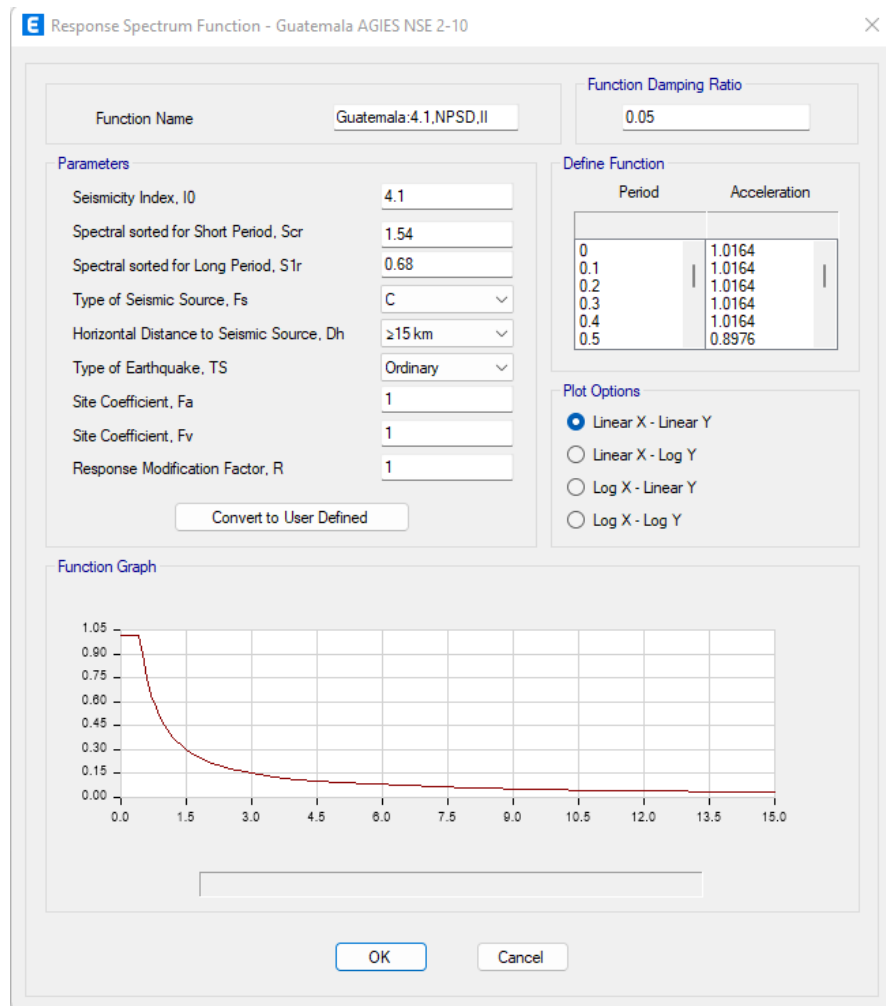 E Response Spectrum Function - Guatemala AGIES NSE 2-10
Function Name Guatemala:4.1,NPSD,II
Function Damping Ratio
0.05
Parameters
Seismicity Index, I0 4.1
Spectral sorted for Short Period, Scr 1.54
Spectral sorted for Long Period, S1r 0.68
Type of Seismic Source, Fs C
Horizontal Distance to Seismic Source, Dh ≥15 km
Type of Earthquake, TS Ordinary
Site Coefficient, Fa 1
Site Coefficient, Fv 1
Response Modification Factor, R 1
Convert to User Defined
Define Function
Period Acceleration
0 1.0164
0.1 1.0164
0.2 1.0164
0.3 1.0164
0.4 1.0164
0.5 0.8976
Plot Options
Linear X - Linear Y
Linear X - Log Y
Log X - Linear Y
Log X - Log Y
Function Graph
1.05
0.90
0.75
0.60
0.45
0.30
0.15
0.00
0.0 1.5 3.0 4.5 6.0 7.5 9.0 10.5 12.0 13.5 15.0
OK Cancel